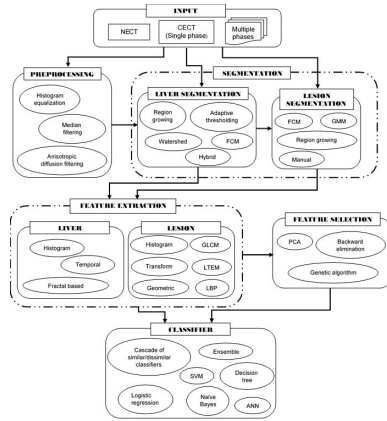 INPUT
NECT
CECT
(Single phase)
Multiple
phases
PREPROCESSING
Histogram
equalization
Median
filtering
Anisotropic
diffusion filtering
SEGMENTATION
LIVER SEGMENTATION
Region
growing
Adaptive
thresholding
Watershed
FCM
Hybrid
LESION
SEGMENTATION
FCM
GMM
Region growing
Manual
FEATURE EXTRACTION
LIVER
Histogram
Temporal
Fractal based
LESION
Histogram
GLCM
Transform
LTEM
Geometric
LBP
FEATURE SELECTION
PCA
Backward
elimination
Genetic algorithm
CLASSIFIER
Cascade of
similar/dissimilar
classifiers
Ensemble
SVM
Decision
tree
Logistic
regression
Naïve
Bayes
ANN